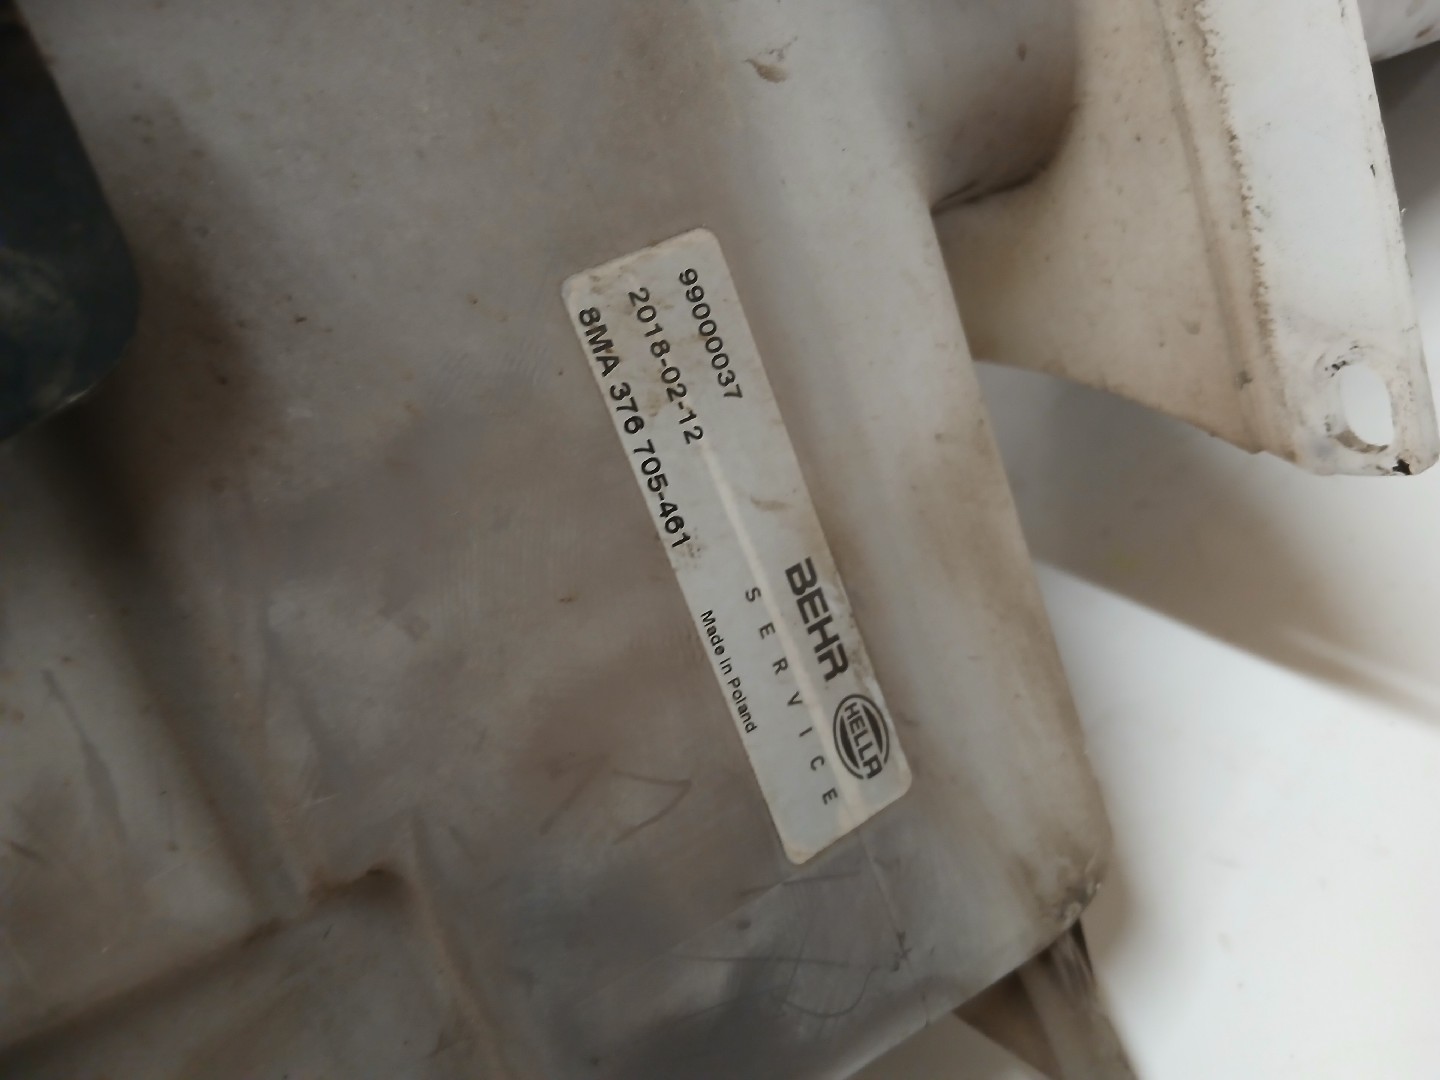 99000037
2018-02-12
8MA 376 705-461
BEHR HELLA
SERVICE
Made in Poland